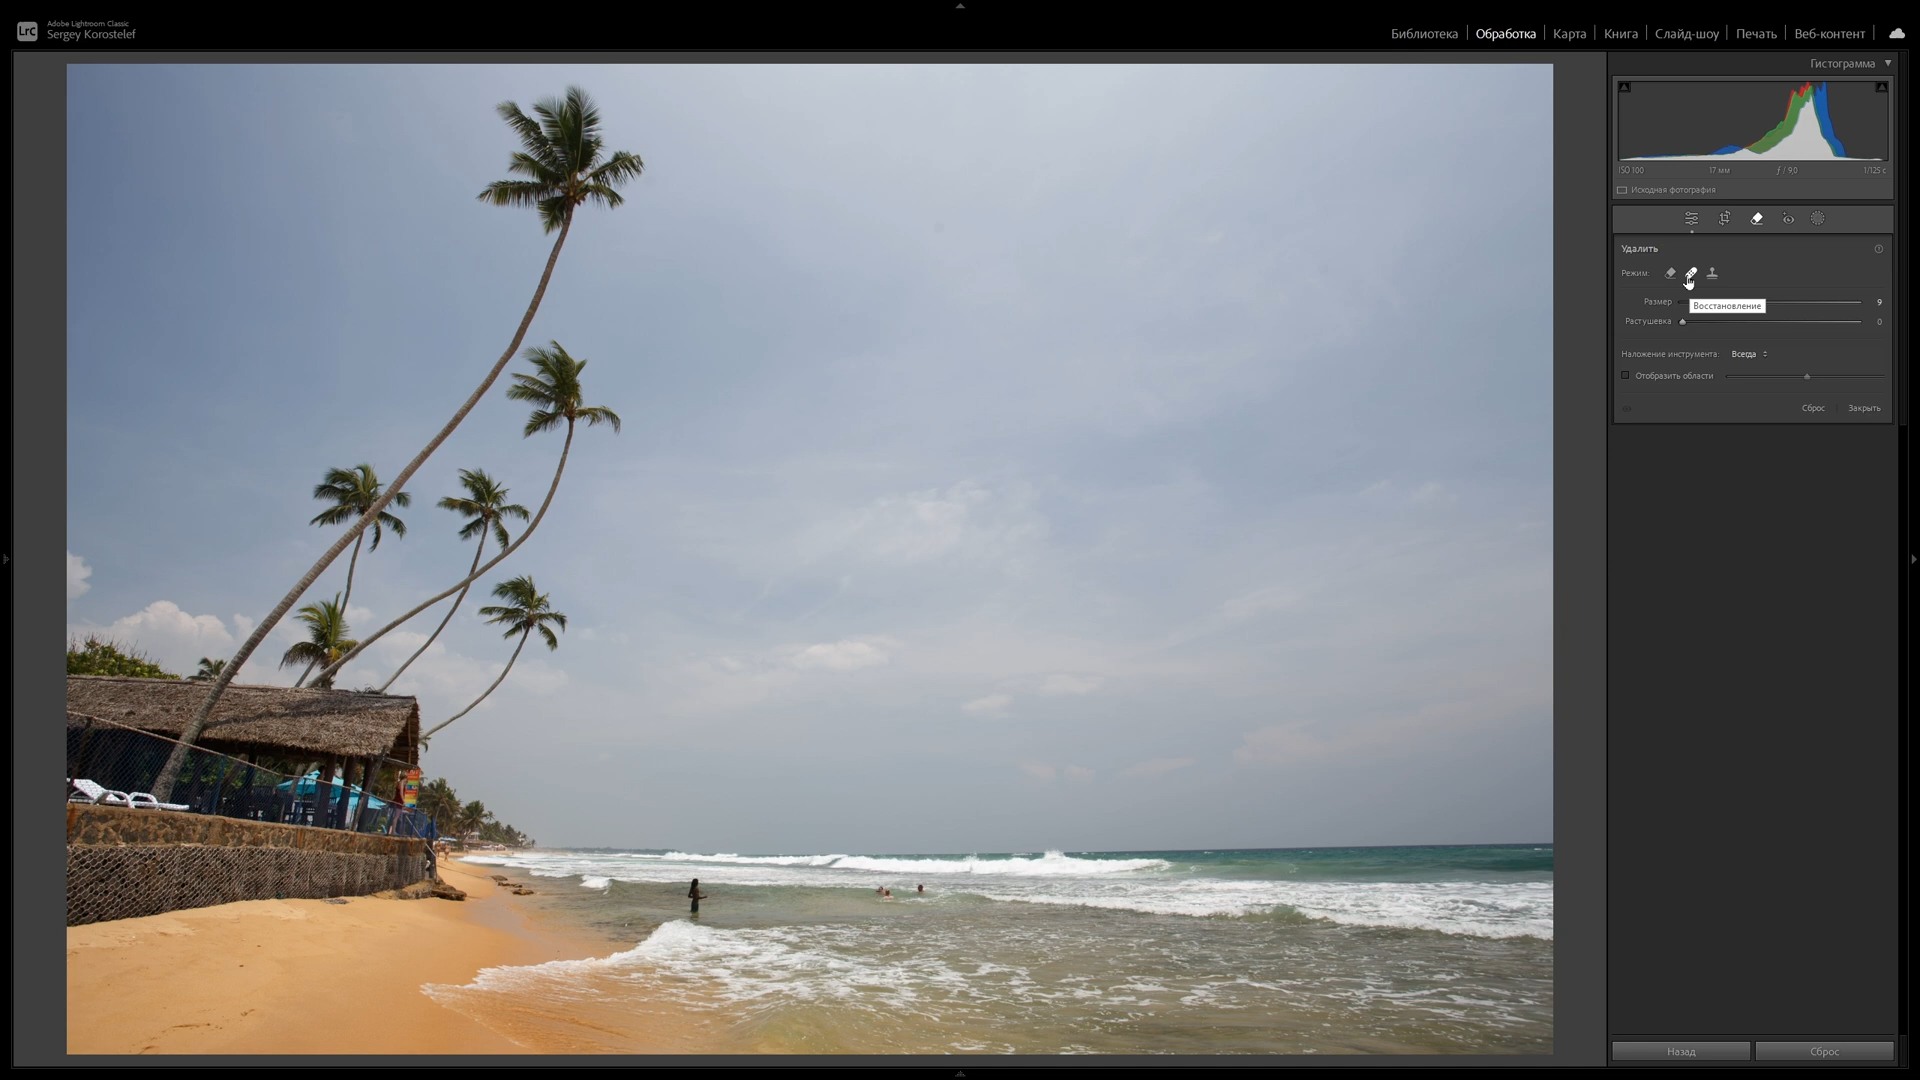 Adobe Lightroom Classic
Sergey Korostelef
LrC
Библиотека
Обработка
Карта
Книга
Слайд-шоу
Печать
Веб-контент
Гистограмма
ISO 100 17 мм ƒ / 9,0 1/125 с
Исходная фотография
Удалить
Режим:
Размер 9
Восстановление
Растушевка 0
Наложение инструмента: Всегда
Отобразить области
Сброс Закрыть
Назад Сброс